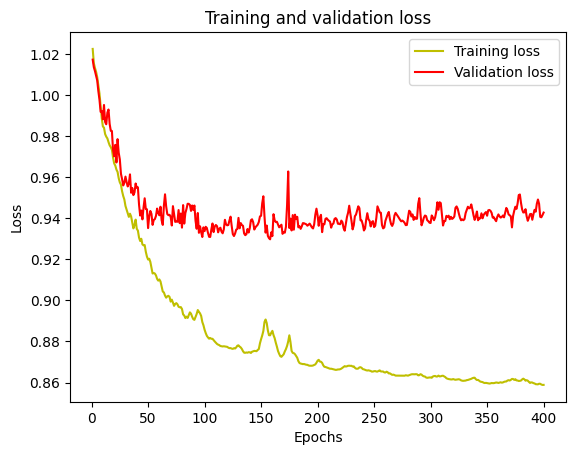 Training and validation loss
Training loss
Validation loss
1.02
1.00
0.98
0.96
0.94
0.92
0.90
0.88
0.86
Loss
0 50 100 150 200 250 300 350 400
Epochs